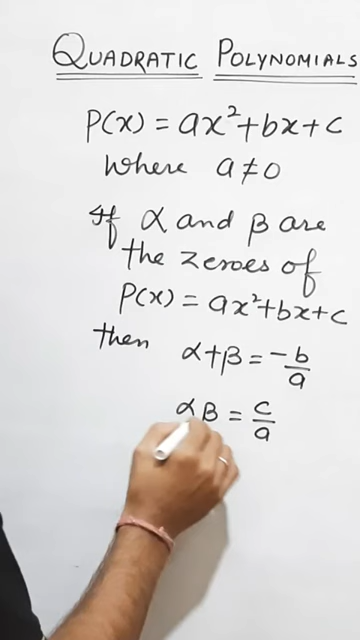 QUADRATIC POLYNOMIALS
P(x) = ax²+bx+c
Where a≠0
If α and β are
the zeroes of
P(x) = ax²+bx+c
then α+β = -b/a
αβ = c/a